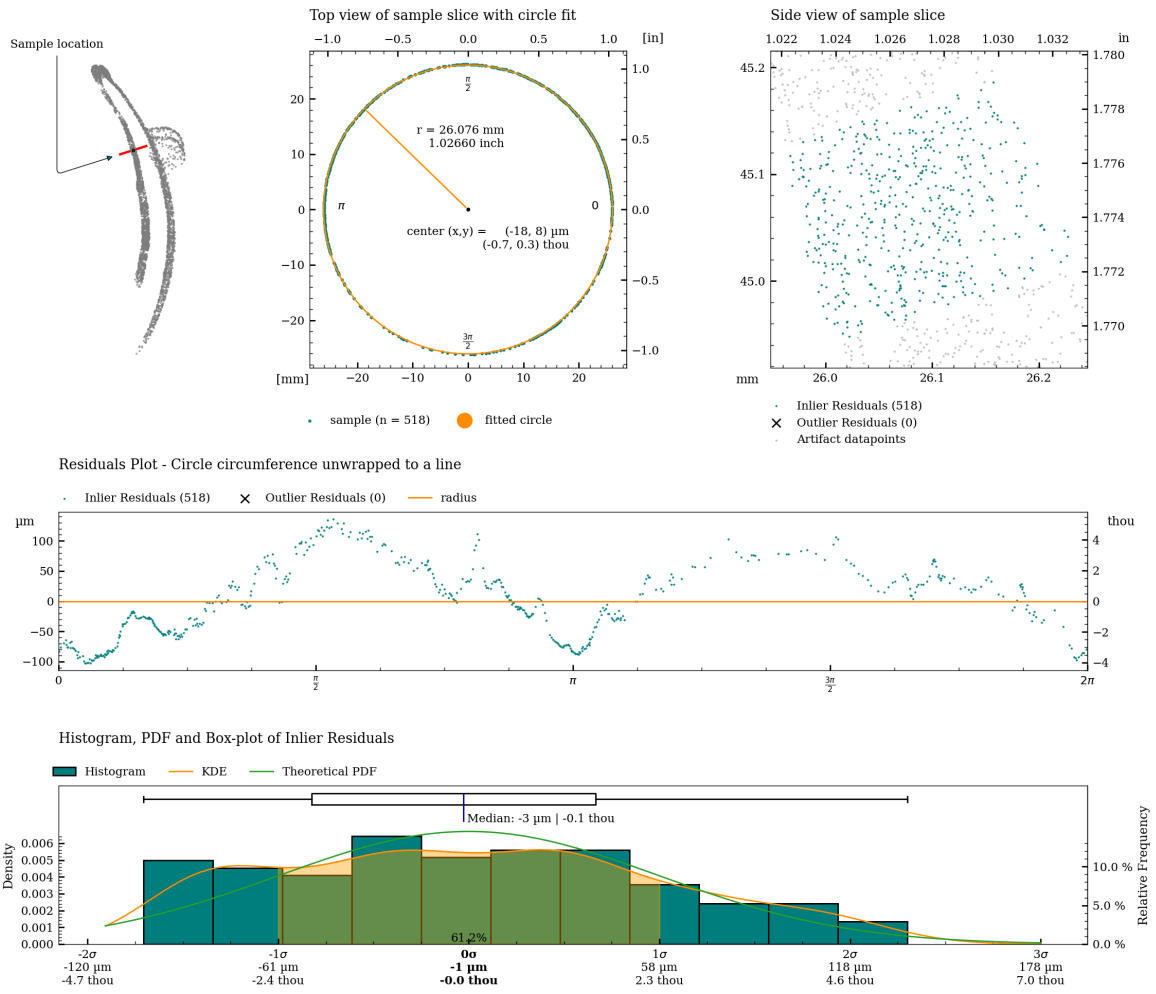 Top view of sample slice with circle fit
Side view of sample slice
Sample location
−1.0 −0.5 0.0 0.5 1.0 [in]
1.022 1.024 1.026 1.028 1.030 1.032 in
20
10
0
−10
−20
1.0
0.5
0.0
−0.5
−1.0
π/2
r = 26.076 mm
1.02660 inch
π
0
center (x,y) = (-18, 8) µm
(-0.7, 0.3) thou
3π/2
[mm] −20 −10 0 10 20
45.2
45.1
45.0
1.780
1.778
1.776
1.774
1.772
1.770
mm 26.0 26.1 26.2
sample (n = 518) fitted circle
Inlier Residuals (518)
Outlier Residuals (0)
Artifact datapoints
Residuals Plot - Circle circumference unwrapped to a line
Inlier Residuals (518) Outlier Residuals (0) radius
µm
thou
100
50
0
−50
−100
4
2
0
−2
−4
0 π/2 π 3π/2 2π
Histogram, PDF and Box-plot of Inlier Residuals
Histogram KDE Theoretical PDF
Median: -3 µm | -0.1 thou
Density
0.006
0.005
0.004
0.003
0.002
0.001
0.000
10.0 %
5.0 %
0.0 %
Relative Frequency
61.2%
-2σ -1σ 0σ 1σ 2σ 3σ
-120 µm -61 µm -1 µm 58 µm 118 µm 178 µm
-4.7 thou -2.4 thou -0.0 thou 2.3 thou 4.6 thou 7.0 thou